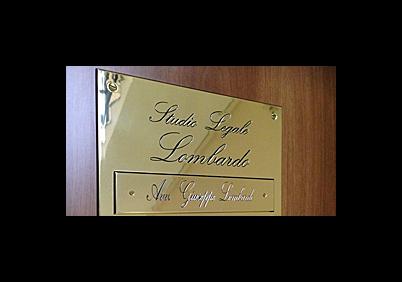 Studio Legale
Lombardo
Avv. Giuseppe Lombardo